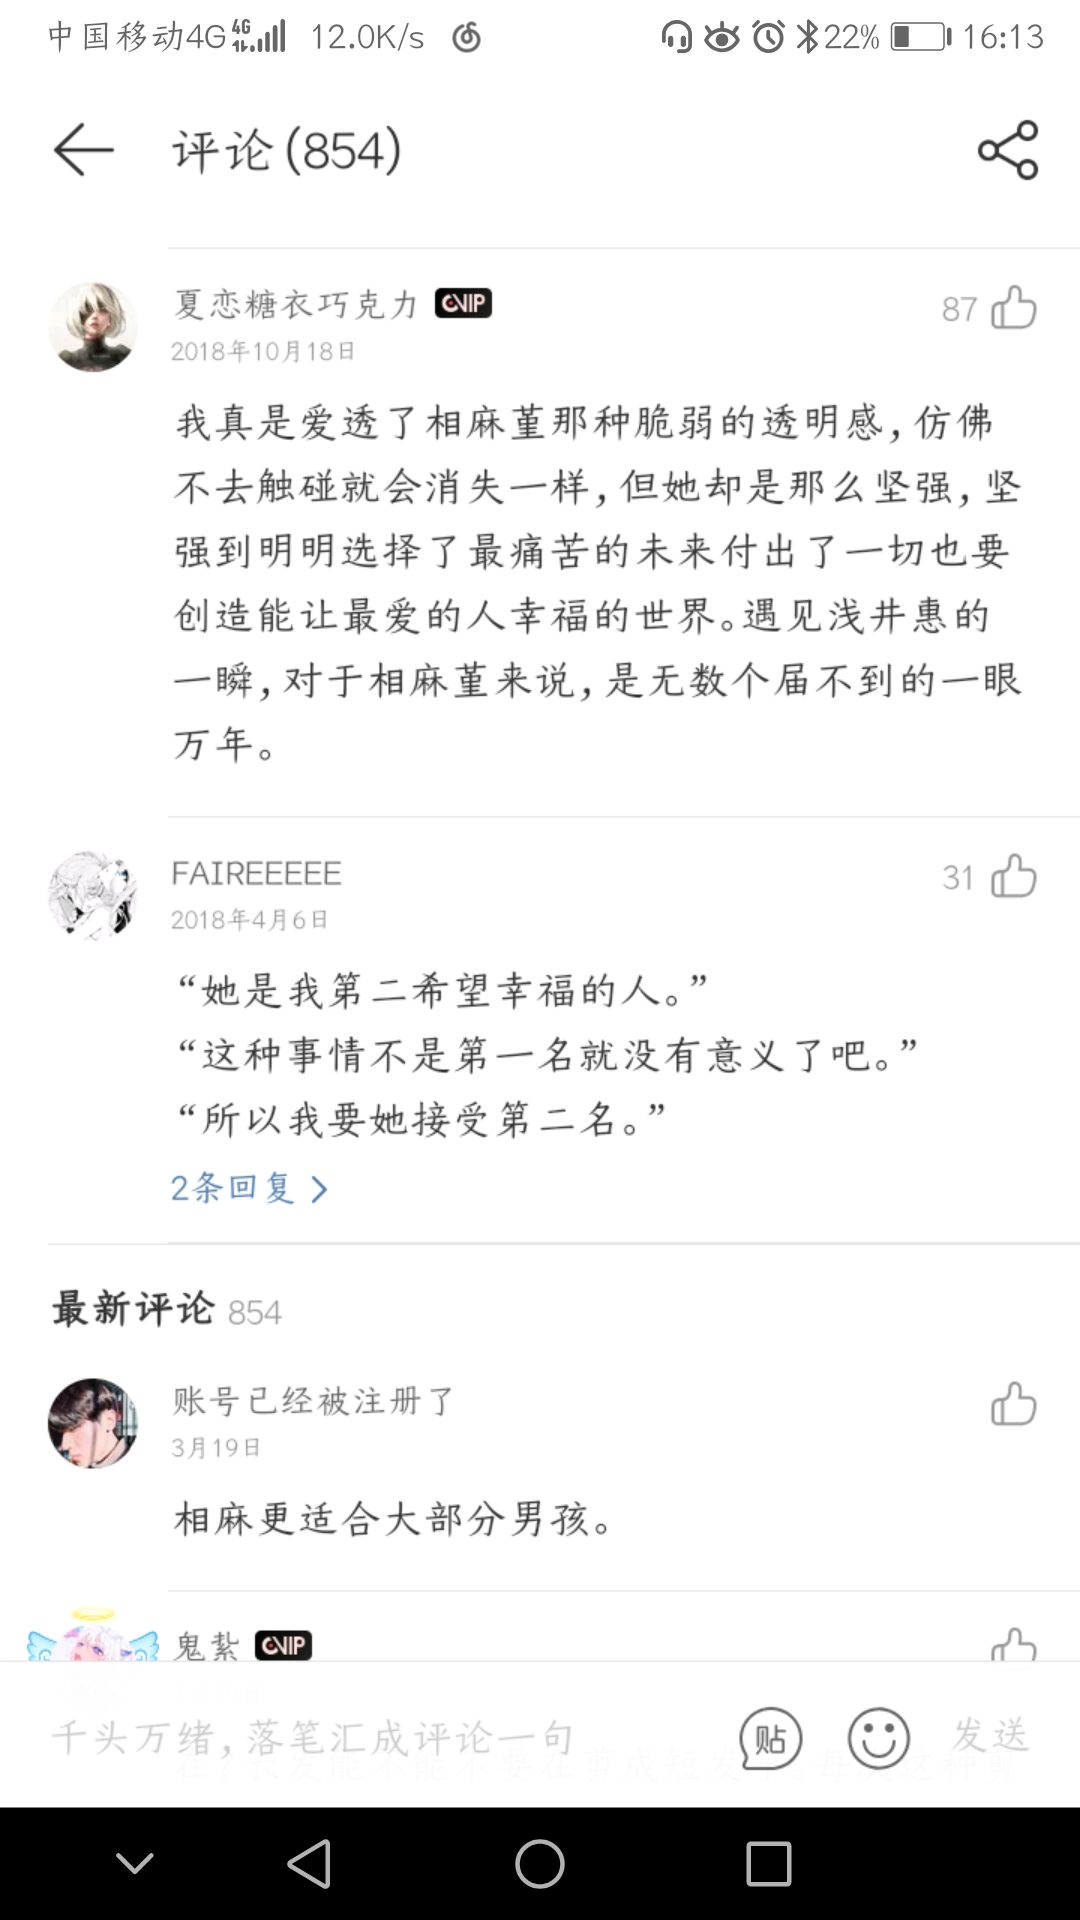 中国移动4G 4G 12.0K/s 22% 16:13
评论(854)
夏恋糖衣巧克力 VIP 87
2018年10月18日
我真是爱透了相麻菫那种脆弱的透明感,仿佛
不去触碰就会消失一样,但她却是那么坚强,坚
强到明明选择了最痛苦的未来付出了一切也要
创造能让最爱的人幸福的世界。遇见浅井惠的
一瞬,对于相麻菫来说,是无数个届不到的一眼
万年。
FAIREEEEE 31
2018年4月6日
“她是我第二希望幸福的人。”
“这种事情不是第一名就没有意义了吧。”
“所以我要她接受第二名。”
2条回复
最新评论 854
账号已经被注册了
3月19日
相麻更适合大部分男孩。
鬼紮 VIP
千头万绪,落笔汇成评论一句 贴 发送